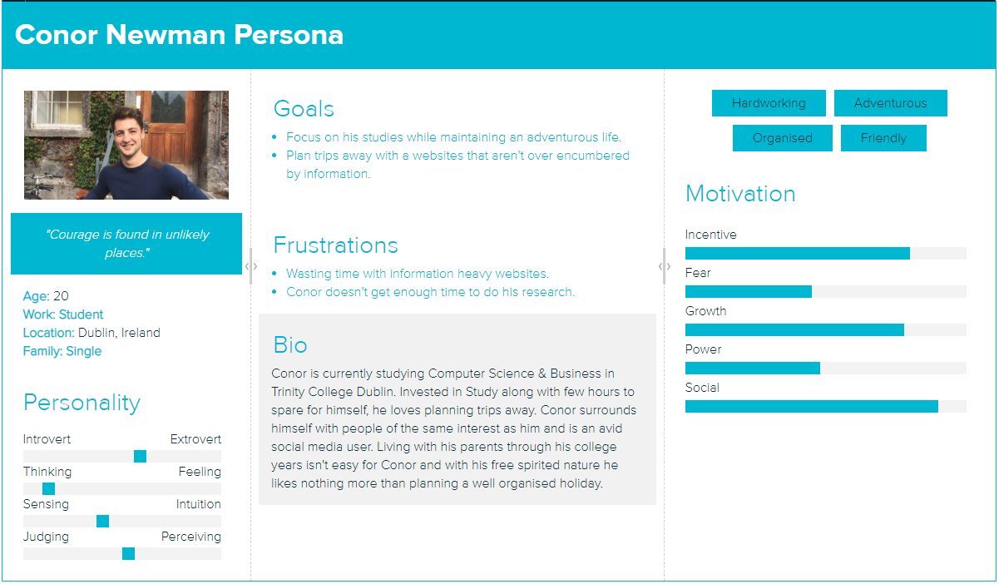 Conor Newman Persona
"Courage is found in unlikely
places."
Age: 20
Work: Student
Location: Dublin, Ireland
Family: Single
Personality
Introvert Extrovert
Thinking Feeling
Sensing Intuition
Judging Perceiving
Goals
• Focus on his studies while maintaining an adventurous life.
• Plan trips away with a websites that aren't over encumbered
by information.
Frustrations
• Wasting time with information heavy websites.
• Conor doesn't get enough time to do his research.
Bio
Conor is currently studying Computer Science & Business in
Trinity College Dublin. Invested in Study along with few hours to
spare for himself, he loves planning trips away. Conor surrounds
himself with people of the same interest as him and is an avid
social media user. Living with his parents through his college
years isn't easy for Conor and with his free spirited nature he
likes nothing more than planning a well organised holiday.
Hardworking Adventurous
Organised Friendly
Motivation
Incentive
Fear
Growth
Power
Social